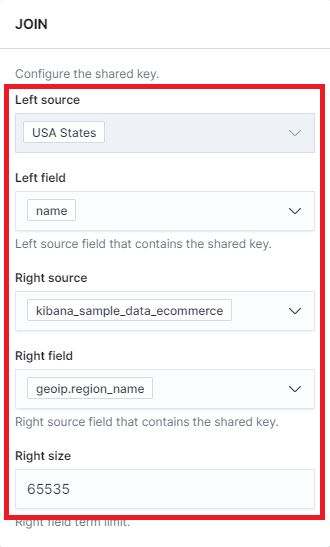 JOIN
Configure the shared key.
Left source
USA States
Left field
name
Left source field that contains the shared key.
Right source
kibana_sample_data_ecommerce
Right field
geoip.region_name
Right source field that contains the shared key.
Right size
65535
Right field term limit.